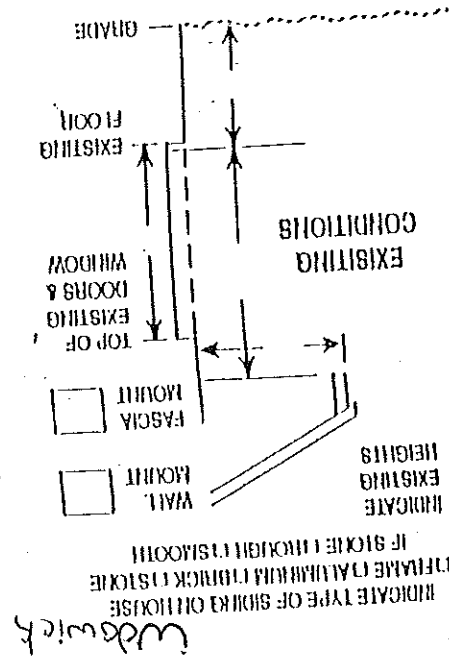 INDICATE TYPE OF SIDING ON HOUSE
( ) FRAME ( ) ALUMINUM ( ) BRICK ( ) STONE
IF STONE ( ) ROUGH ( ) SMOOTH
INDICATE
EXISTING
HEIGHTS
WALL
MOUNT
FASCIA
MOUNT
TOP OF
EXISTING
DOORS &
WINDOW
EXISITING
CONDITIONS
EXISTING
FLOOR
GRADE